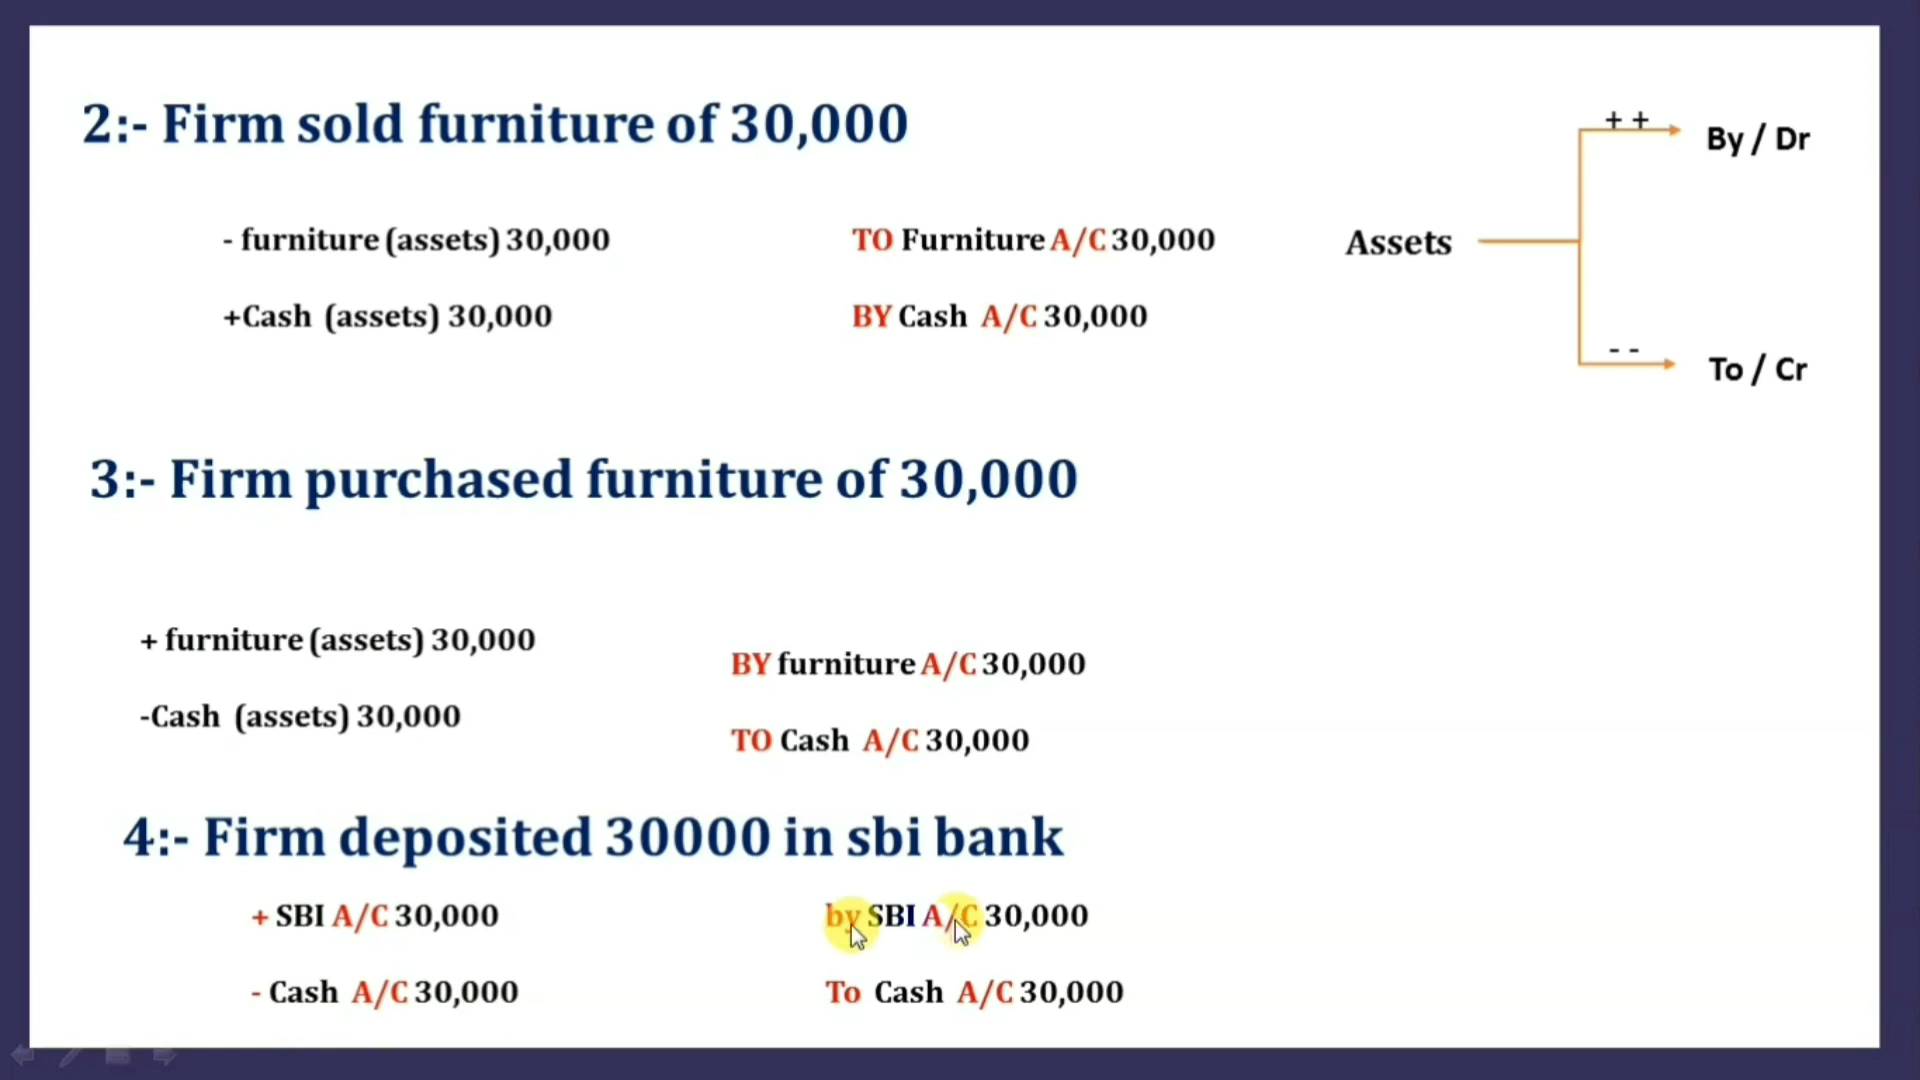 2:- Firm sold furniture of 30,000
- furniture (assets) 30,000
+Cash (assets) 30,000
TO Furniture A/C 30,000
BY Cash A/C 30,000
Assets
+ +
By / Dr
- -
To / Cr
3:- Firm purchased furniture of 30,000
+ furniture (assets) 30,000
-Cash (assets) 30,000
BY furniture A/C 30,000
TO Cash A/C 30,000
4:- Firm deposited 30000 in sbi bank
+ SBI A/C 30,000
- Cash A/C 30,000
by SBI A/C 30,000
To Cash A/C 30,000